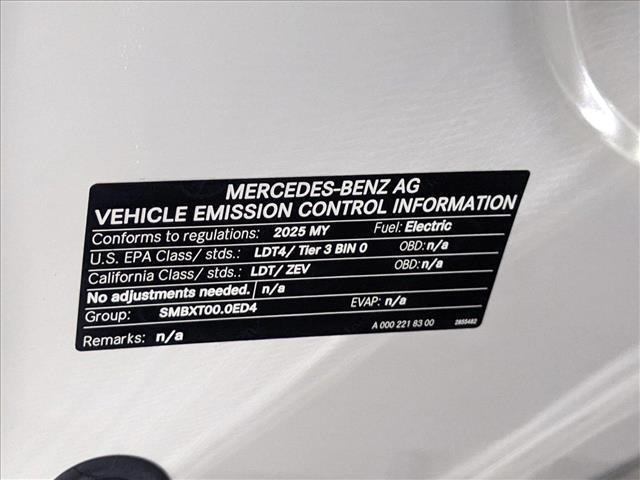 MERCEDES-BENZ AG
VEHICLE EMISSION CONTROL INFORMATION
Conforms to regulations: 2025 MY Fuel: Electric
U.S. EPA Class/ stds.: LDT4/ Tier 3 BIN 0 OBD: n/a
California Class/ stds.: LDT/ ZEV OBD: n/a
No adjustments needed. n/a
Group: SMBXT00.0ED4 EVAP: n/a
A 000 221 83 00 2855482
Remarks: n/a